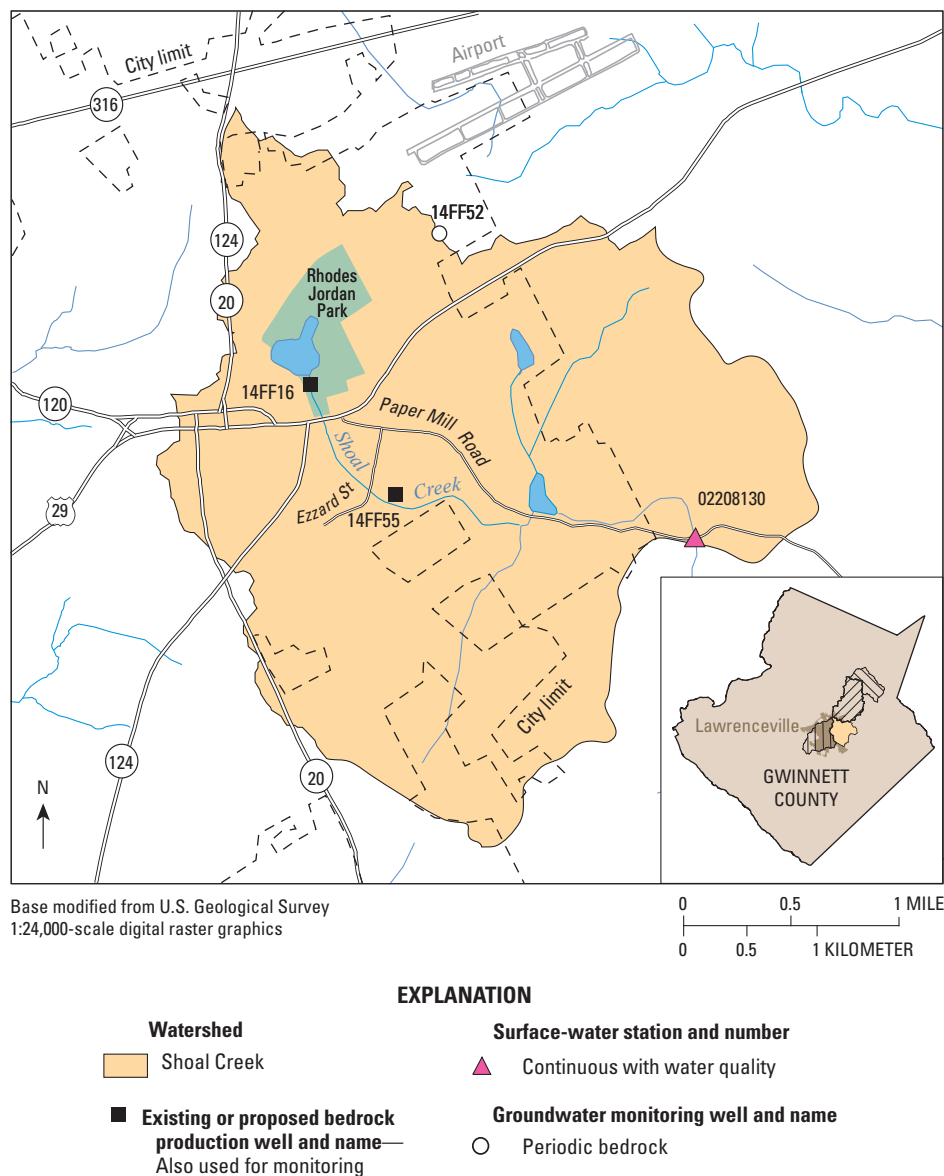 City limit
Airport
316
14FF52
124
Rhodes
Jordan
Park
20
14FF16
120
Paper Mill Road
Shoal Creek
29
Ezzard St
14FF55
02208130
City limit
Lawrenceville
GWINNETT
COUNTY
124
20
N
Base modified from U.S. Geological Survey
1:24,000-scale digital raster graphics
0 0.5 1 MILE
0 0.5 1 KILOMETER
EXPLANATION
Watershed
Shoal Creek
Existing or proposed bedrock
production well and name—
Also used for monitoring
Surface-water station and number
Continuous with water quality
Groundwater monitoring well and name
Periodic bedrock